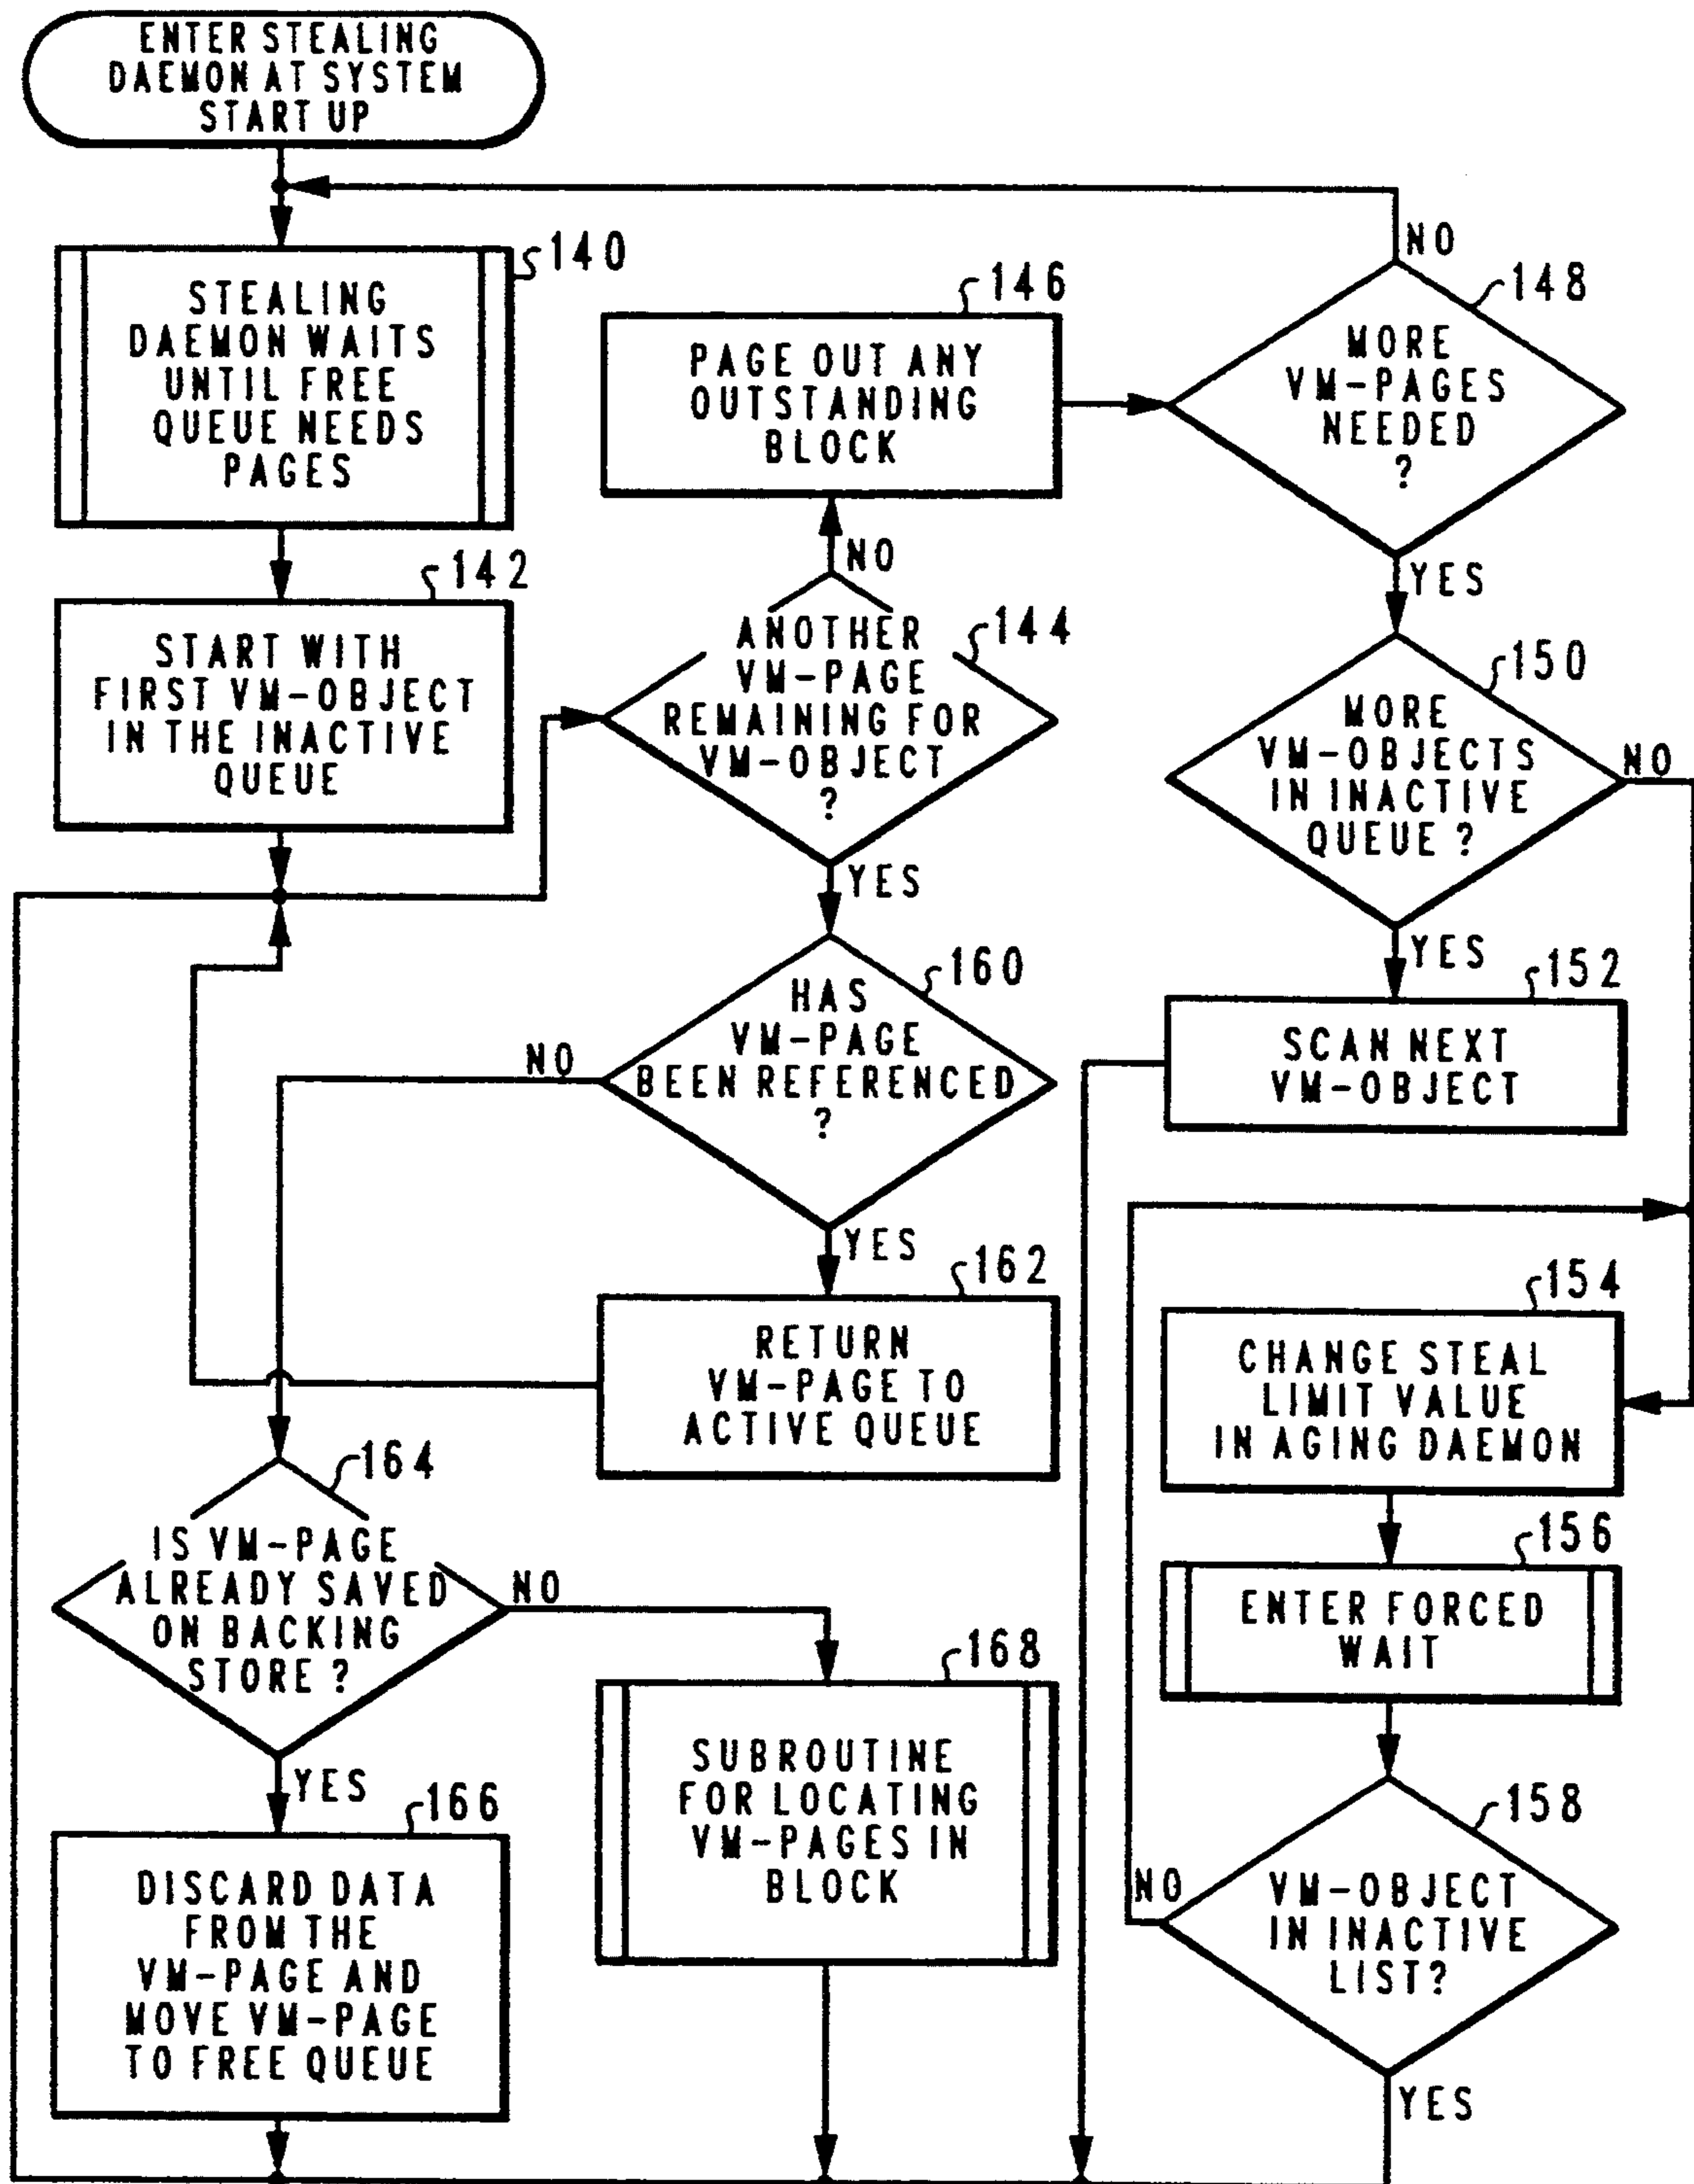 ENTER STEALING
DAEMON AT SYSTEM
START UP
140
STEALING
DAEMON WAITS
UNTIL FREE
QUEUE NEEDS
PAGES
142
START WITH
FIRST VM-OBJECT
IN THE INACTIVE
QUEUE
146
PAGE OUT ANY
OUTSTANDING
BLOCK
NO
148
MORE
VM-PAGES
NEEDED
?
YES
NO
144
ANOTHER
VM-PAGE
REMAINING FOR
VM-OBJECT
?
YES
150
MORE
VM-OBJECTS
IN INACTIVE
QUEUE ?
NO
YES
152
SCAN NEXT
VM-OBJECT
160
HAS
VM-PAGE
BEEN REFERENCED
?
NO
YES
162
RETURN
VM-PAGE TO
ACTIVE QUEUE
154
CHANGE STEAL
LIMIT VALUE
IN AGING DAEMON
156
ENTER FORCED
WAIT
158
VM-OBJECT
IN INACTIVE
LIST?
NO
YES
164
IS VM-PAGE
ALREADY SAVED
ON BACKING
STORE ?
NO
YES
168
SUBROUTINE
FOR LOCATING
VM-PAGES IN
BLOCK
166
DISCARD DATA
FROM THE
VM-PAGE AND
MOVE VM-PAGE
TO FREE QUEUE